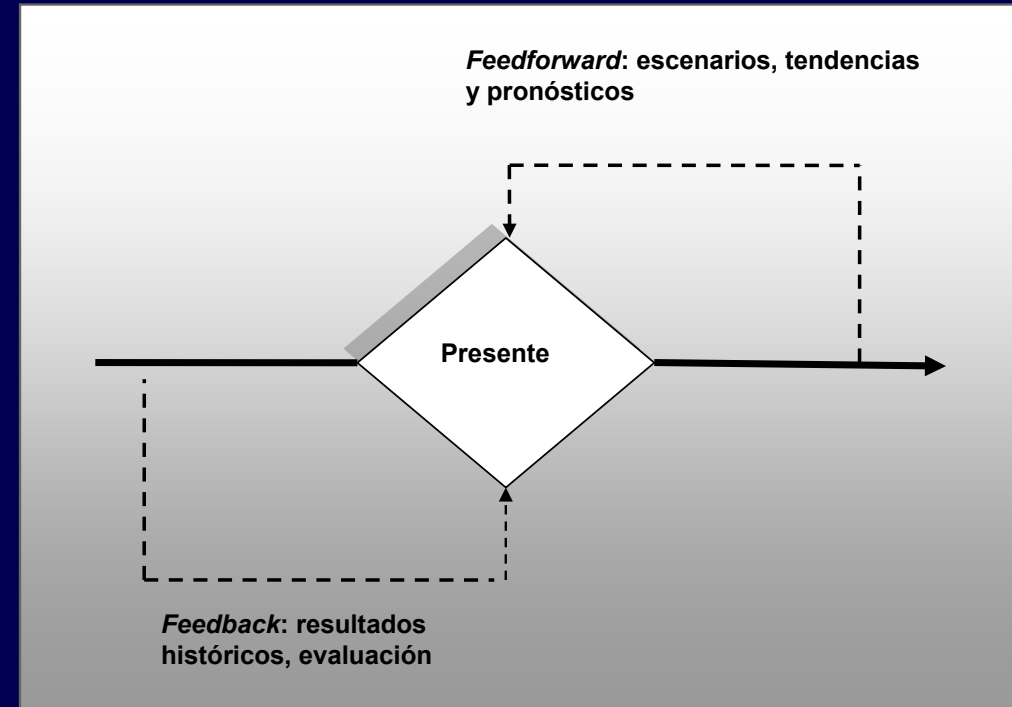 Feedforward: escenarios, tendencias
y pronósticos
Presente
Feedback: resultados
históricos, evaluación